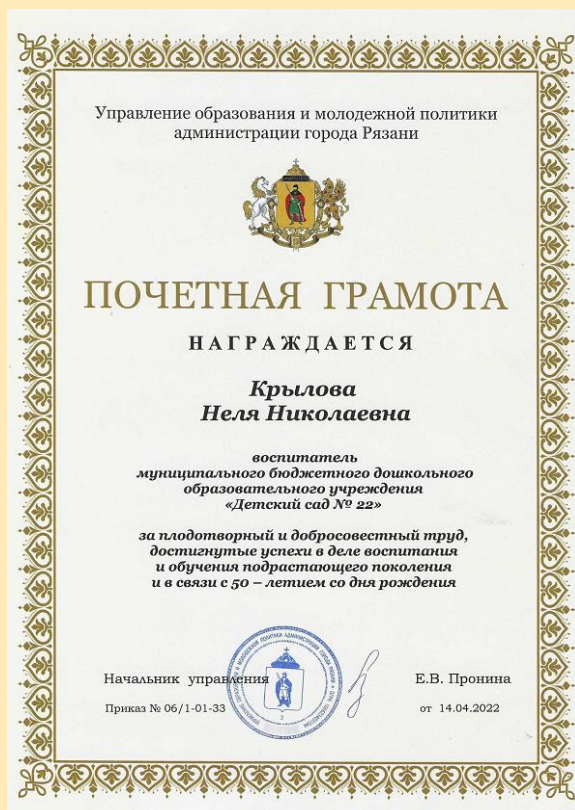 Управление образования и молодежной политики
администрации города Рязани
ПОЧЕТНАЯ ГРАМОТА
НАГРАЖДАЕТСЯ
Крылова
Неля Николаевна
воспитатель
муниципального бюджетного дошкольного
образовательного учреждения
«Детский сад № 22»
за плодотворный и добросовестный труд,
достигнутые успехи в деле воспитания
и обучения подрастающего поколения
и в связи с 50 – летием со дня рождения
Начальник управления
Е.В. Пронина
Приказ № 06/1-01-33
от 14.04.2022